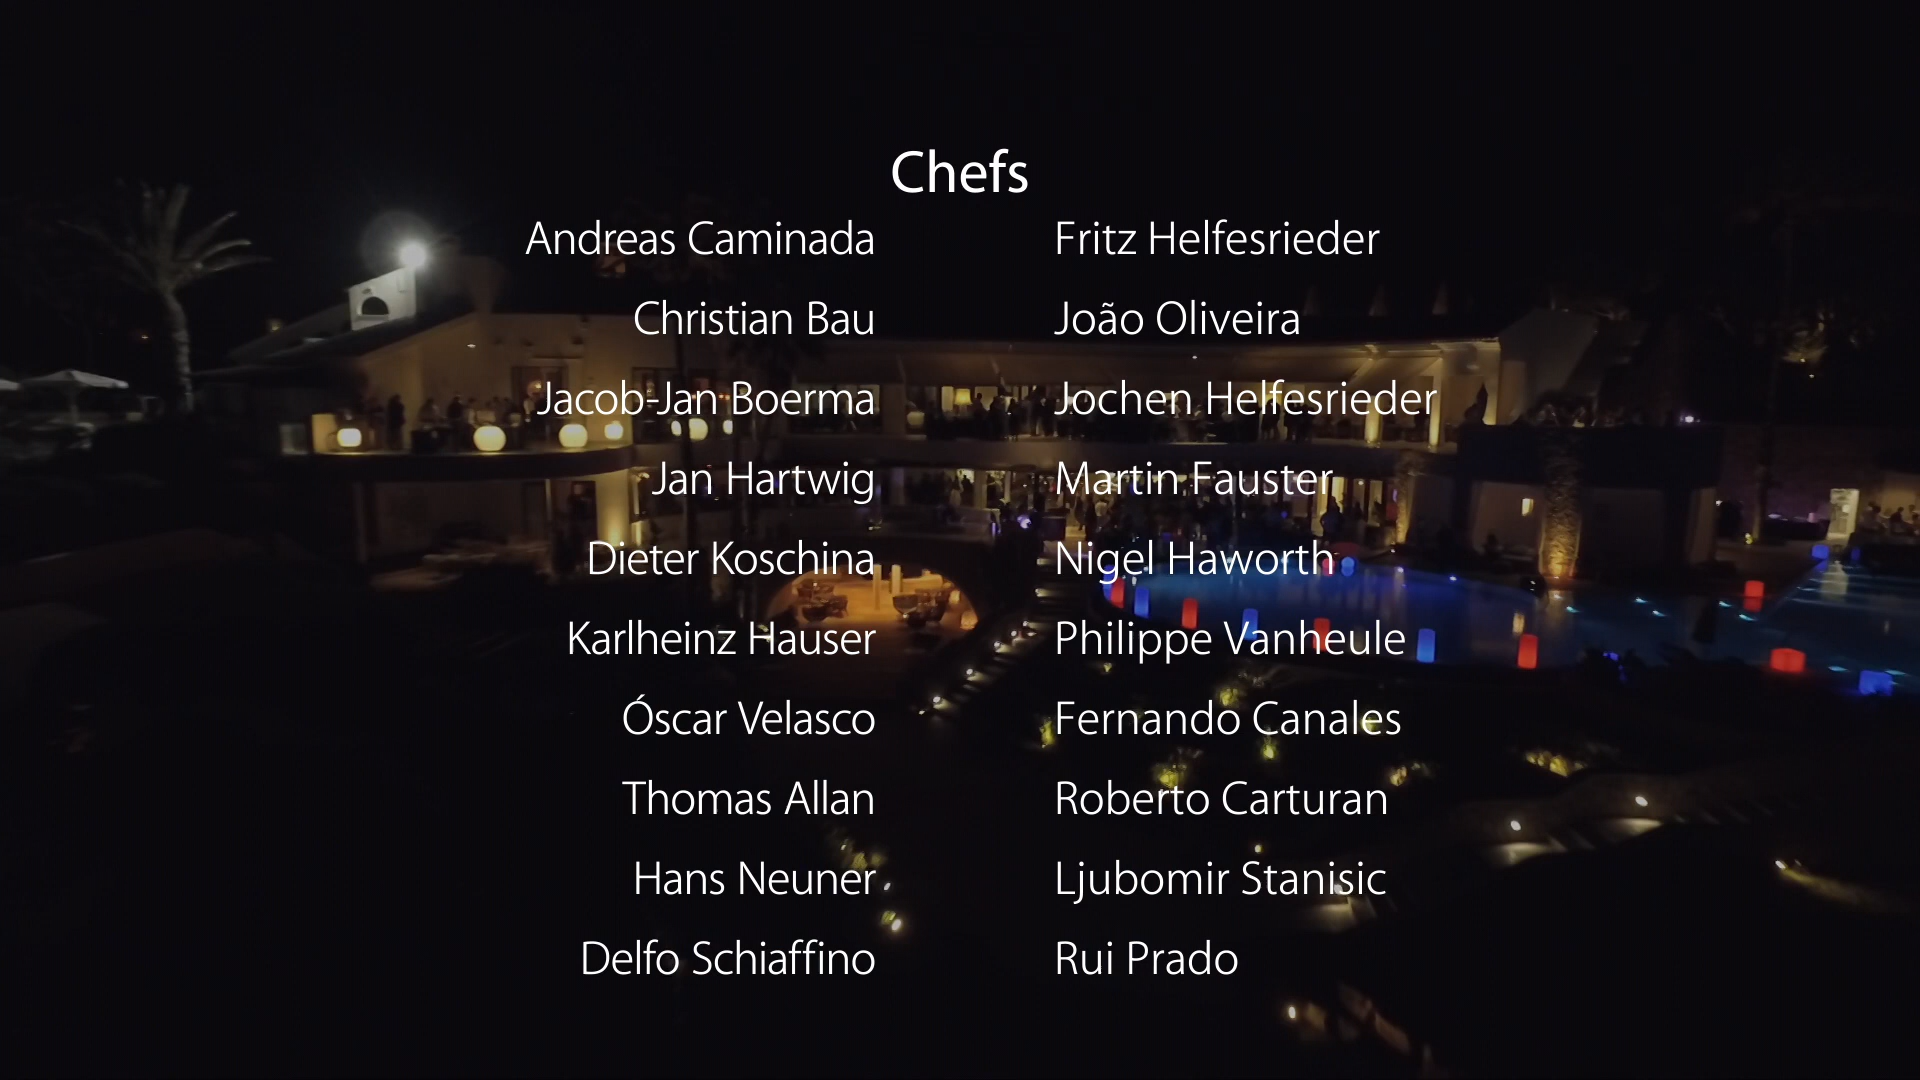 Chefs
Andreas Caminada
Fritz Helfesrieder
Christian Bau
João Oliveira
Jacob-Jan Boerma
Jochen Helfesrieder
Jan Hartwig
Martin Fauster
Dieter Koschina
Nigel Haworth
Karlheinz Hauser
Philippe Vanheule
Óscar Velasco
Fernando Canales
Thomas Allan
Roberto Carturan
Hans Neuner
Ljubomir Stanisic
Delfo Schiaffino
Rui Prado